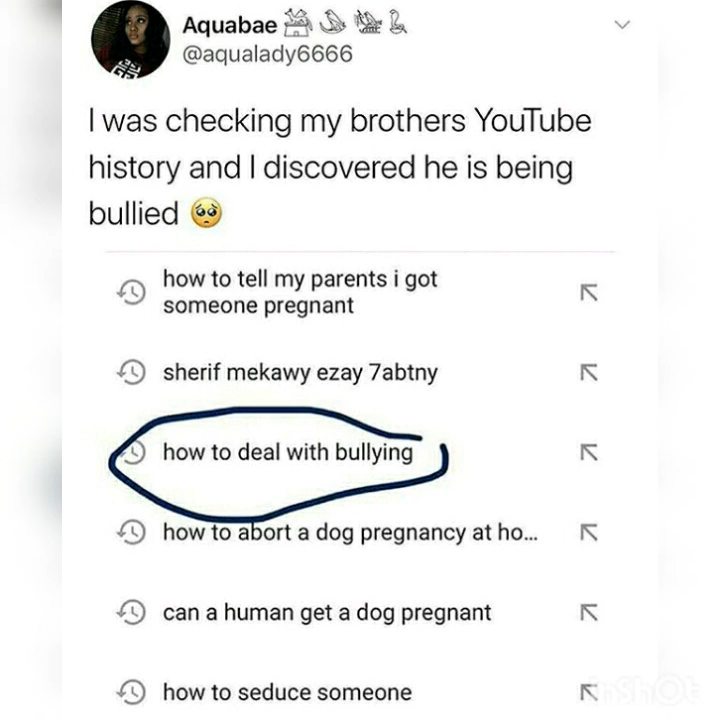 Aquabae
@aqualady6666
I was checking my brothers YouTube
history and I discovered he is being
bullied 🥺
how to tell my parents i got
someone pregnant
sherif mekawy ezay 7abtny
how to deal with bullying
how to abort a dog pregnancy at ho...
can a human get a dog pregnant
how to seduce someone
InShOt